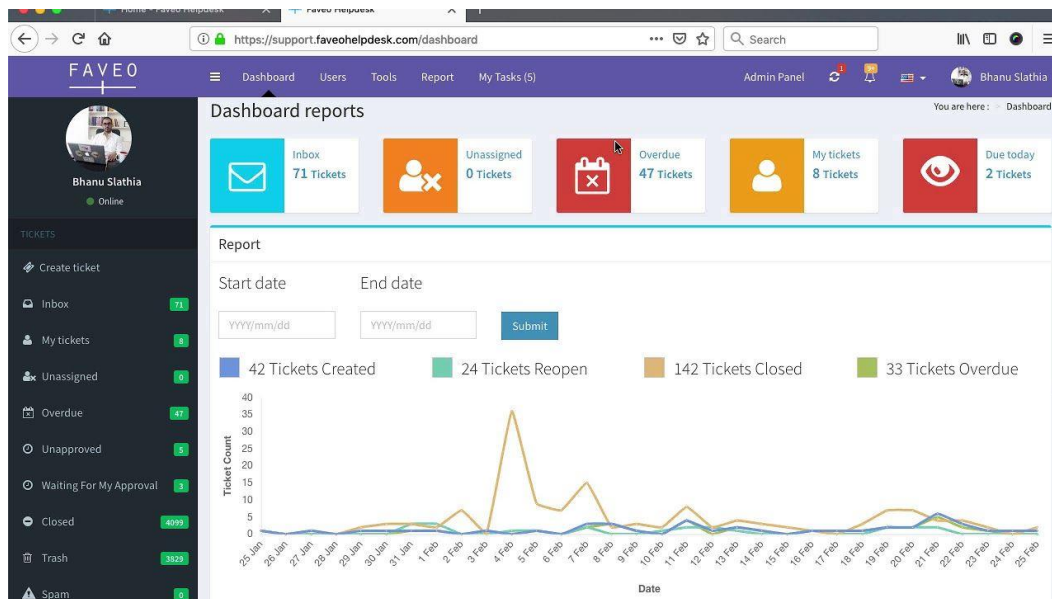 Home - Faveo Helpdesk
Faveo Helpdesk
https://support.faveohelpdesk.com/dashboard
Search
FAVEO
Dashboard Users Tools Report My Tasks (5) Admin Panel 1 9+ Bhanu Slathia
Dashboard reports
You are here : Dashboard
Bhanu Slathia
Online
Inbox
71 Tickets
Unassigned
0 Tickets
Overdue
47 Tickets
My tickets
8 Tickets
Due today
2 Tickets
TICKETS
Create ticket
Inbox 71
My tickets 8
Unassigned 0
Overdue 47
Unapproved 5
Waiting For My Approval 3
Closed 4099
Trash 3829
Spam 0
Report
Start date End date
YYYY/mm/dd YYYY/mm/dd Submit
42 Tickets Created 24 Tickets Reopen 142 Tickets Closed 33 Tickets Overdue
Ticket Count
40
35
30
25
20
15
10
5
0
25 Jan 26 Jan 27 Jan 28 Jan 29 Jan 30 Jan 31 Jan 1 Feb 2 Feb 3 Feb 4 Feb 5 Feb 6 Feb 7 Feb 8 Feb 9 Feb 10 Feb 11 Feb 12 Feb 13 Feb 14 Feb 15 Feb 16 Feb 17 Feb 18 Feb 19 Feb 20 Feb 21 Feb 22 Feb 23 Feb 24 Feb 25 Feb
Date